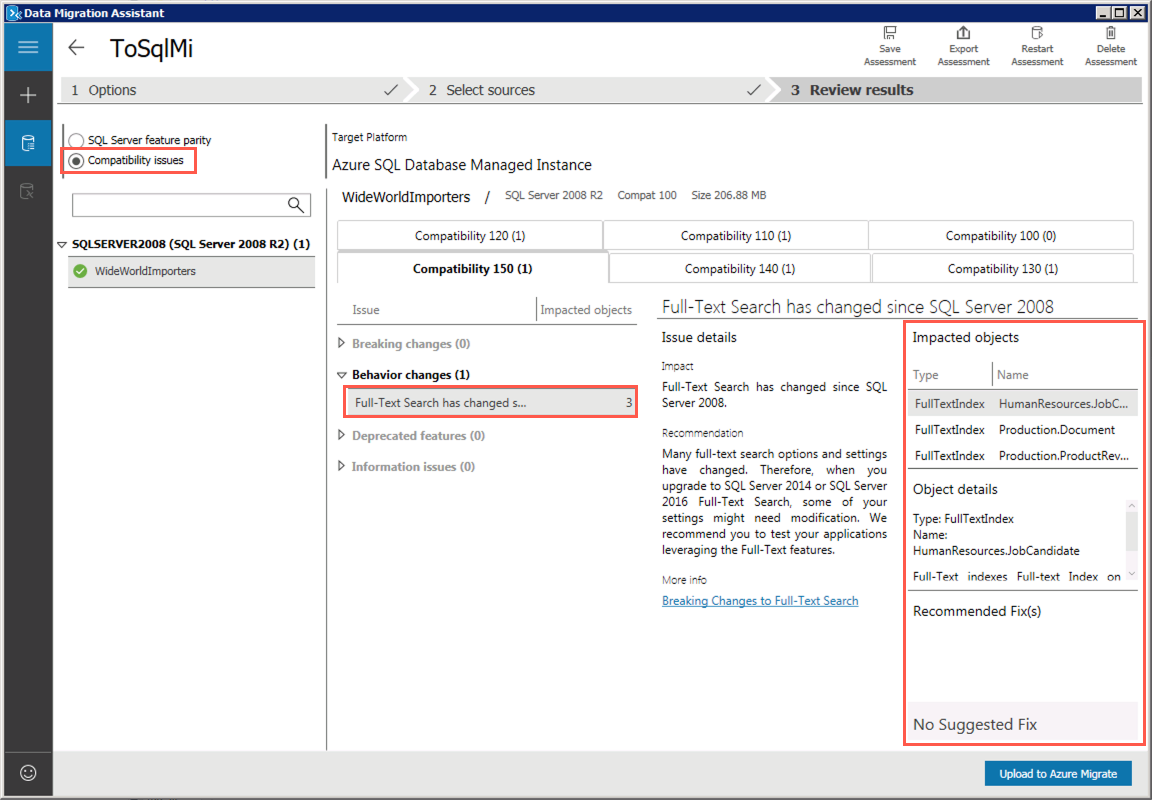 Data Migration Assistant
ToSqlMi
Save Assessment
Export Assessment
Restart Assessment
Delete Assessment
1 Options
2 Select sources
3 Review results
SQL Server feature parity
Compatibility issues
SQLSERVER2008 (SQL Server 2008 R2) (1)
WideWorldImporters
Target Platform
Azure SQL Database Managed Instance
WideWorldImporters / SQL Server 2008 R2 Compat 100 Size 206.88 MB
Compatibility 120 (1)
Compatibility 110 (1)
Compatibility 100 (0)
Compatibility 150 (1)
Compatibility 140 (1)
Compatibility 130 (1)
Issue
Impacted objects
Breaking changes (0)
Behavior changes (1)
Full-Text Search has changed s... 3
Deprecated features (0)
Information issues (0)
Full-Text Search has changed since SQL Server 2008
Issue details
Impact
Full-Text Search has changed since SQL
Server 2008.
Recommendation
Many full-text search options and settings
have changed. Therefore, when you
upgrade to SQL Server 2014 or SQL Server
2016 Full-Text Search, some of your
settings might need modification. We
recommend you to test your applications
leveraging the Full-Text features.
More info
Breaking Changes to Full-Text Search
Impacted objects
Type Name
FullTextIndex HumanResources.JobC...
FullTextIndex Production.Document
FullTextIndex Production.ProductRev...
Object details
Type: FullTextIndex
Name:
HumanResources.JobCandidate
Full-Text indexes Full-text Index on
Recommended Fix(s)
No Suggested Fix
Upload to Azure Migrate